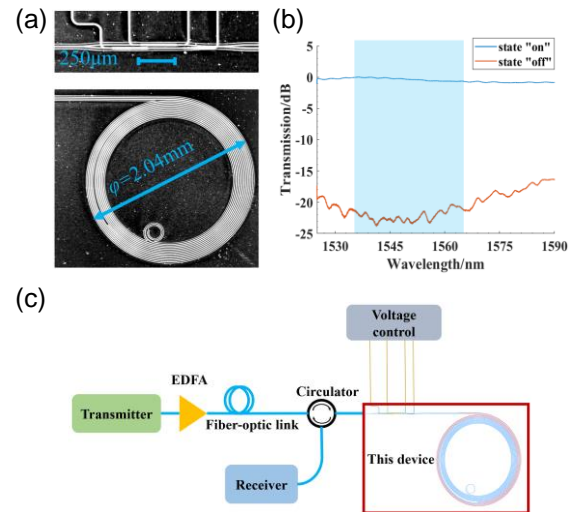 (a)
250μm
φ=2.04mm
(b)
state "on"
state "off"
Transmission/dB
5
0
-5
-10
-15
-20
-25
1530
1545
1560
1575
1590
Wavelength/nm
(c)
Voltage
control
EDFA
Circulator
Transmitter
Fiber-optic link
This device
Receiver